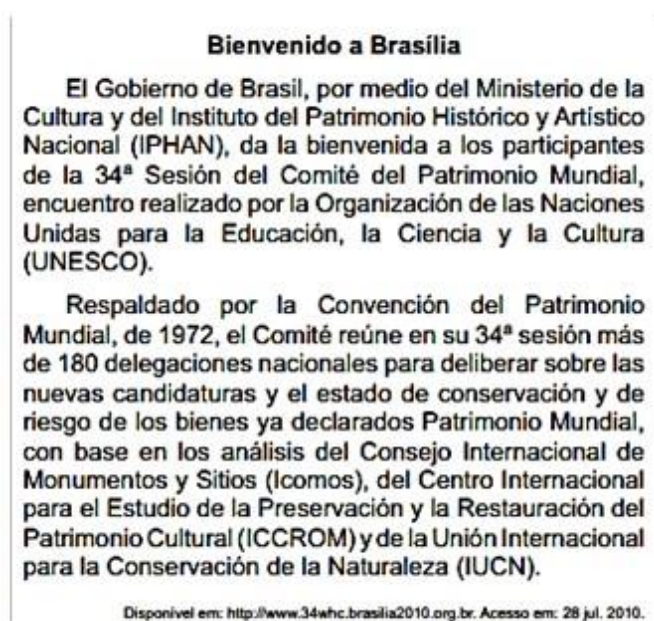 Bienvenido a Brasília
El Gobierno de Brasil, por medio del Ministerio de la
Cultura y del Instituto del Patrimonio Histórico y Artístico
Nacional (IPHAN), da la bienvenida a los participantes
de la 34ª Sesión del Comité del Patrimonio Mundial,
encuentro realizado por la Organización de las Naciones
Unidas para la Educación, la Ciencia y la Cultura
(UNESCO).
Respaldado por la Convención del Patrimonio
Mundial, de 1972, el Comité reúne en su 34ª sesión más
de 180 delegaciones nacionales para deliberar sobre las
nuevas candidaturas y el estado de conservación y de
riesgo de los bienes ya declarados Patrimonio Mundial,
con base en los análisis del Consejo Internacional de
Monumentos y Sitios (Icomos), del Centro Internacional
para el Estudio de la Preservación y la Restauración del
Patrimonio Cultural (ICCROM) y de la Unión Internacional
para la Conservación de la Naturaleza (IUCN).
Disponível em: http://www.34whc.brasilia2010.org.br. Acesso em: 28 jul. 2010.